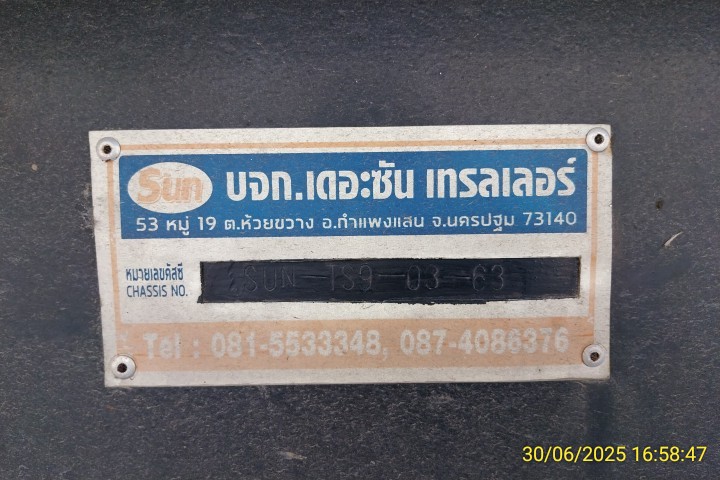 Sun
บจก.เดอะซัน เทรลเลอร์
53 หมู่ 19 ต.ห้วยขวาง อ.กำแพงแสน จ.นครปฐม 73140
หมายเลขคัสซี
CHASSIS NO.
SUN-TS9-03-63
Tel : 081-5533348, 087-4086376
30/06/2025 16:58:47